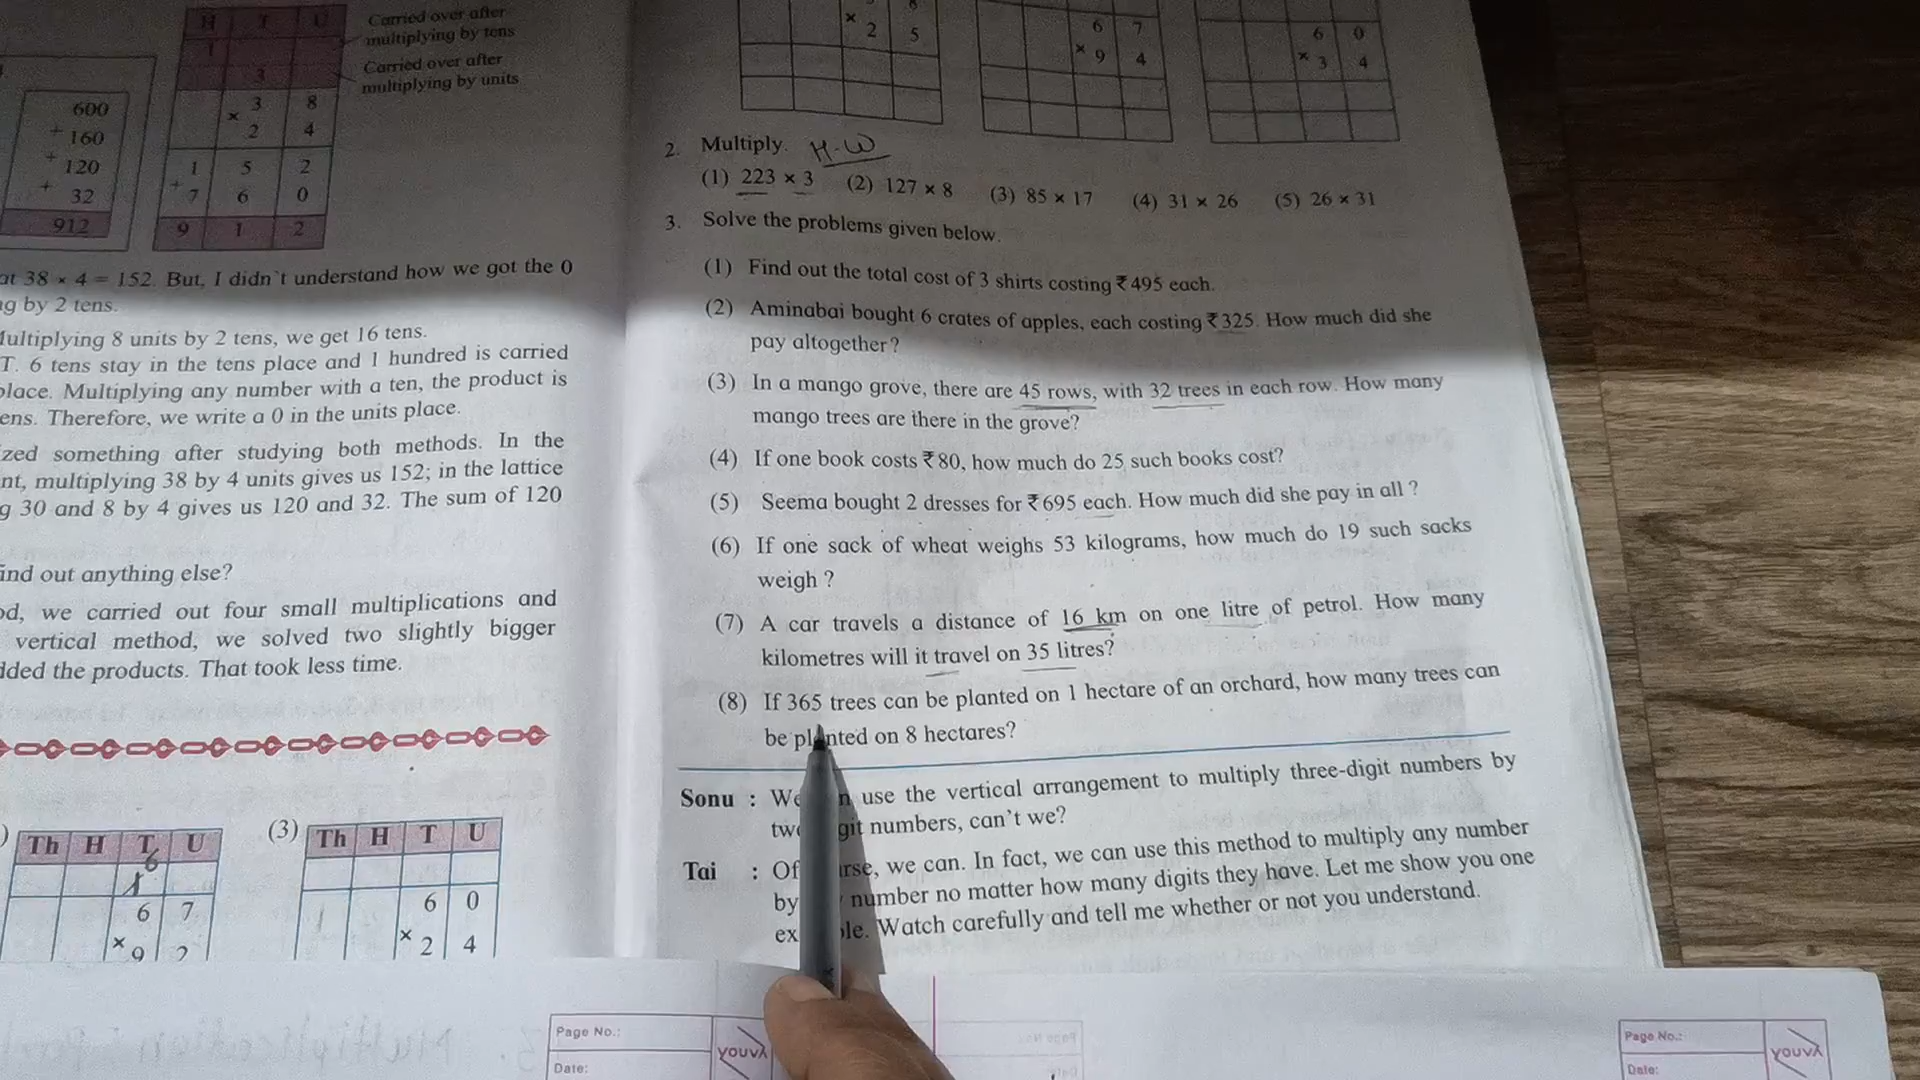 H T U
1
3
3 8
×
2 4
1 5 2
+
7 6 0
9 1 2
Carried over after
multiplying by tens
Carried over after
multiplying by units
600
+ 160
+ 120
+ 32
912
38 × 4 = 152. But, I didn't understand how we got the 0
by 2 tens.
Multiplying 8 units by 2 tens, we get 16 tens.
T. 6 tens stay in the tens place and 1 hundred is carried
place. Multiplying any number with a ten, the product is
Therefore, we write a 0 in the units place.
something after studying both methods. In the
multiplying 38 by 4 units gives us 152; in the lattice
30 and 8 by 4 gives us 120 and 32. The sum of 120
find out anything else?
we carried out four small multiplications and
vertical method, we solved two slightly bigger
the products. That took less time.
Th H T U
6
1
6 7
×
9 2
(3)
Th H T U
6 0
×
2 4
×
2 5
6 7
×
9 4
6 0
×
3 4
2. Multiply. H.W
(1) 223 × 3 (2) 127 × 8 (3) 85 × 17 (4) 31 × 26 (5) 26 × 31
3. Solve the problems given below.
(1) Find out the total cost of 3 shirts costing ₹495 each.
(2) Aminabai bought 6 crates of apples, each costing ₹325. How much did she
pay altogether?
(3) In a mango grove, there are 45 rows, with 32 trees in each row. How many
mango trees are there in the grove?
(4) If one book costs ₹80, how much do 25 such books cost?
(5) Seema bought 2 dresses for ₹695 each. How much did she pay in all ?
(6) If one sack of wheat weighs 53 kilograms, how much do 19 such sacks
weigh ?
(7) A car travels a distance of 16 km on one litre of petrol. How many
kilometres will it travel on 35 litres?
(8) If 365 trees can be planted on 1 hectare of an orchard, how many trees can
be planted on 8 hectares?
Sonu : We use the vertical arrangement to multiply three-digit numbers by
numbers, can't we?
Tai : Of we can. In fact, we can use this method to multiply any number
by number no matter how many digits they have. Let me show you one
Watch carefully and tell me whether or not you understand.
Page No.:
Date:
YOUVA
Page No.:
Date:
YOUVA